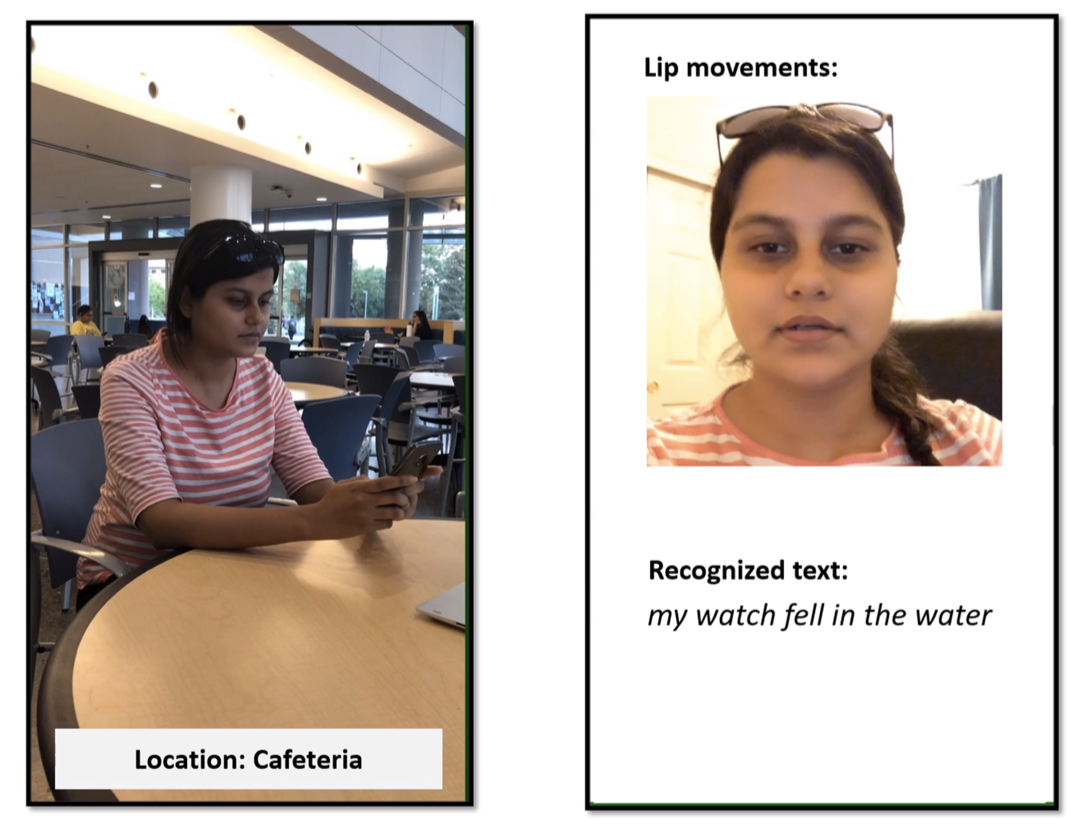 Location: Cafeteria
Lip movements:
Recognized text:
my watch fell in the water